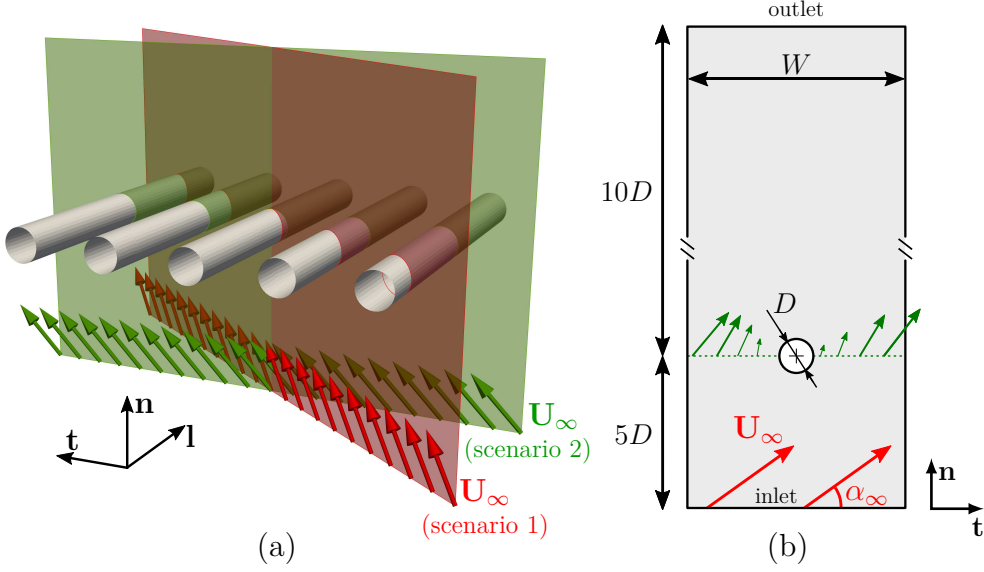 outlet
W
10D
D
5D
U∞
inlet
α∞
n
t
(b)
n
t
l
U∞
(scenario 2)
U∞
(scenario 1)
(a)